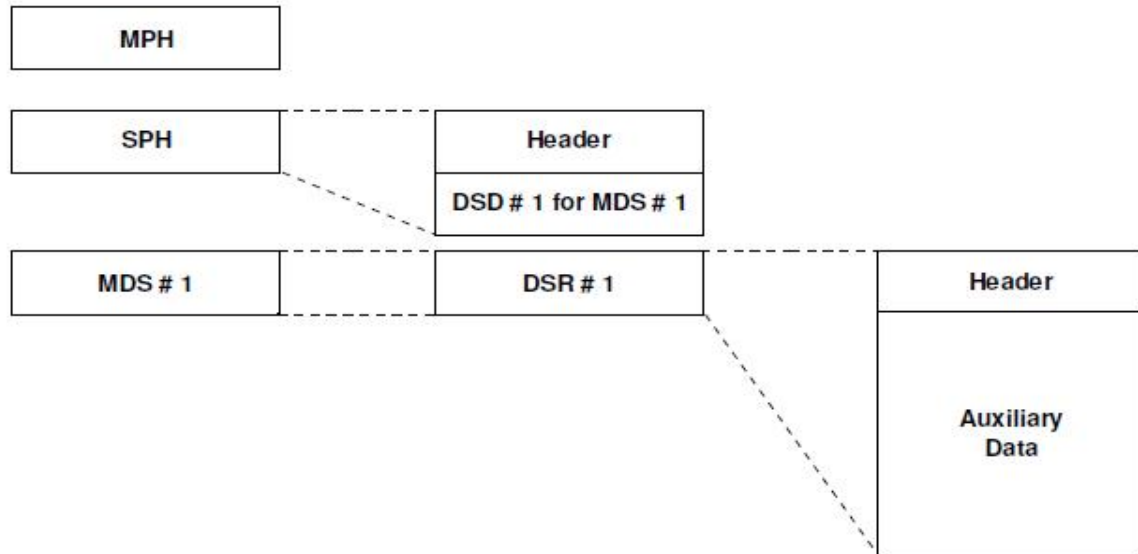 MPH
SPH
Header
DSD # 1 for MDS # 1
MDS # 1
DSR # 1
Header
Auxiliary
Data